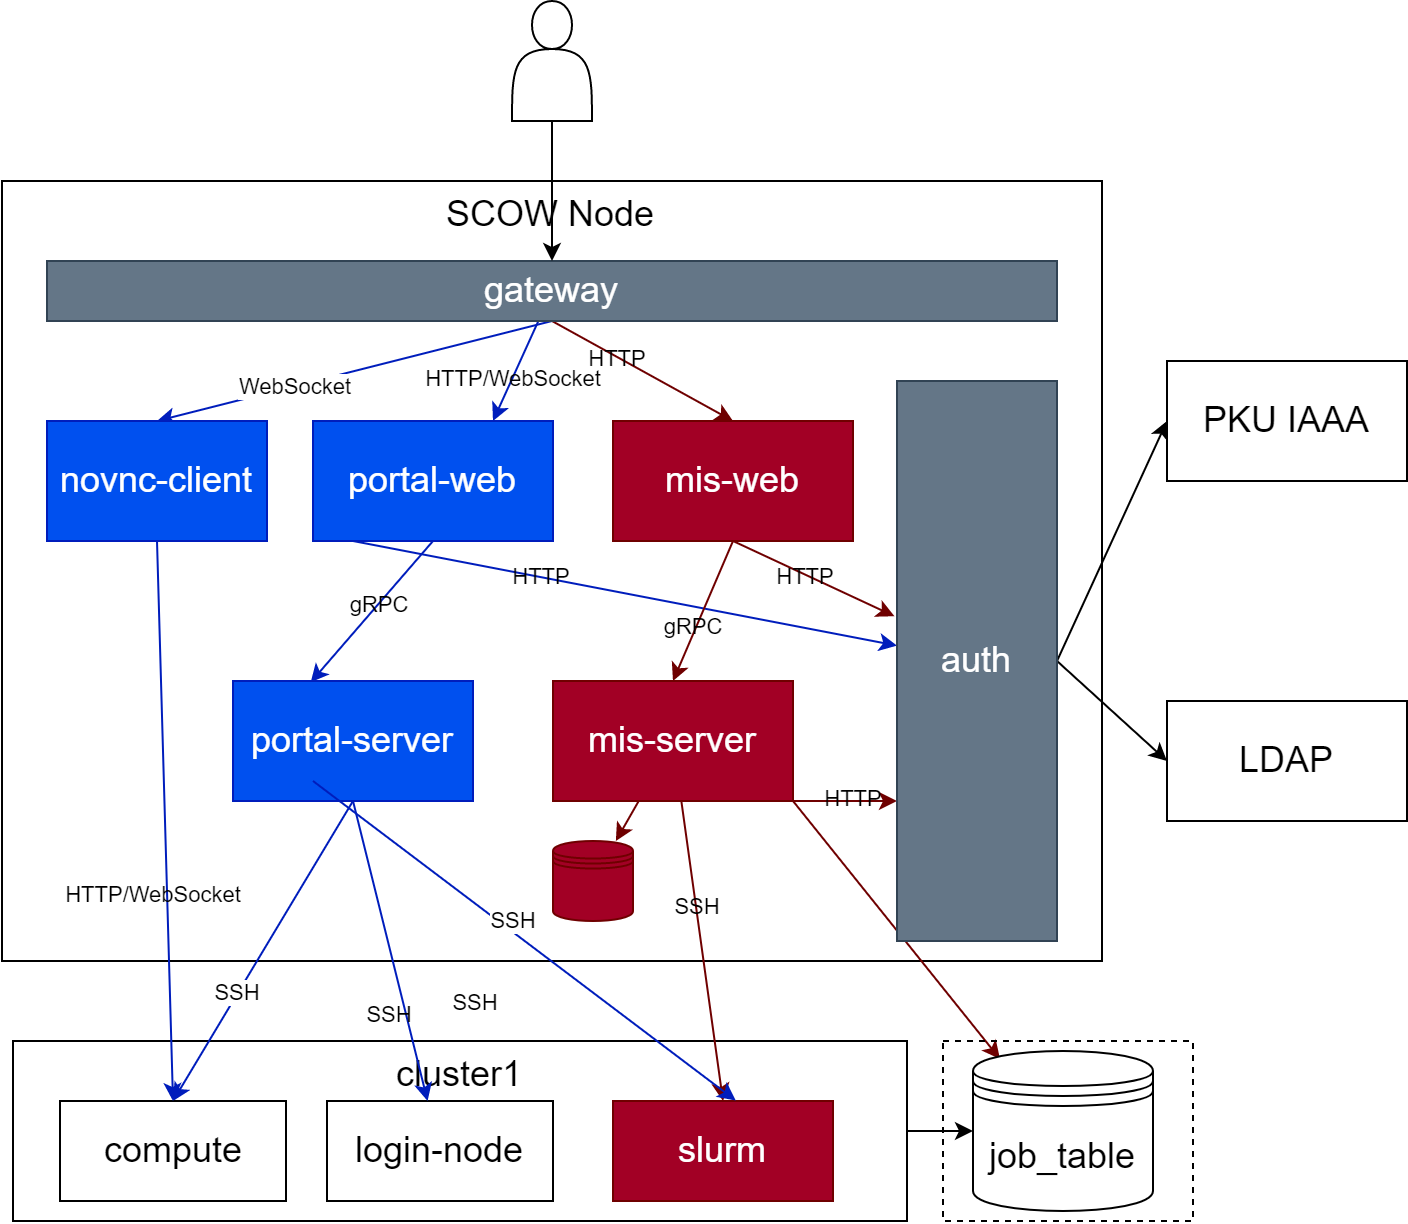 SCOW Node
gateway
HTTP
HTTP/WebSocket
WebSocket
novnc-client
portal-web
mis-web
PKU IAAA
HTTP
HTTP
gRPC
gRPC
auth
portal-server
mis-server
LDAP
HTTP
HTTP/WebSocket
SSH
SSH
SSH
SSH
SSH
cluster1
compute
login-node
slurm
job_table